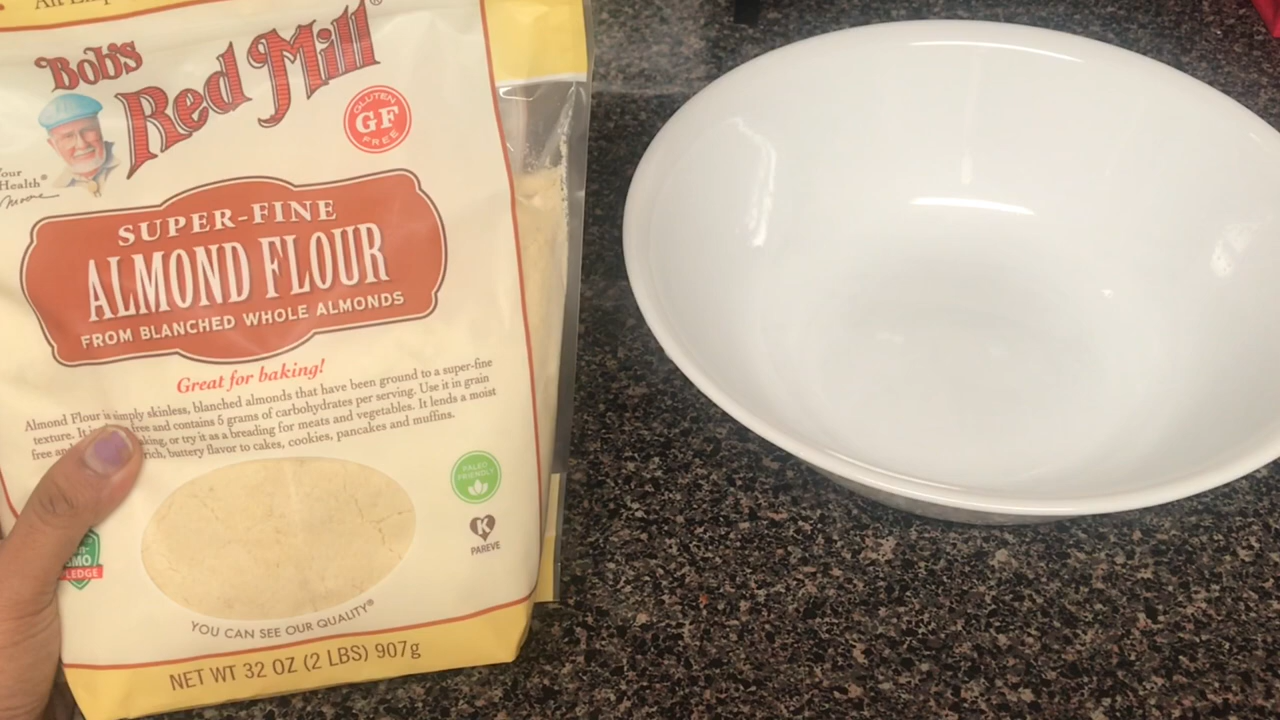 Bob's
Red Mill®
GLUTEN
GF
FREE
Health®
Moore
SUPER-FINE
ALMOND FLOUR
FROM BLANCHED WHOLE ALMONDS
Great for baking!
Almond Flour is simply skinless, blanched almonds that have been ground to a super-fine
texture. It free and contains 5 grams of carbohydrates per serving. Use it in grain
free and or try it as a breading for meats and vegetables. It lends a moist
rich, buttery flavor to cakes, cookies, pancakes and muffins.
PALEO
FRIENDLY
K
PAREVE
YOU CAN SEE OUR QUALITY®
NET WT 32 OZ (2 LBS) 907g